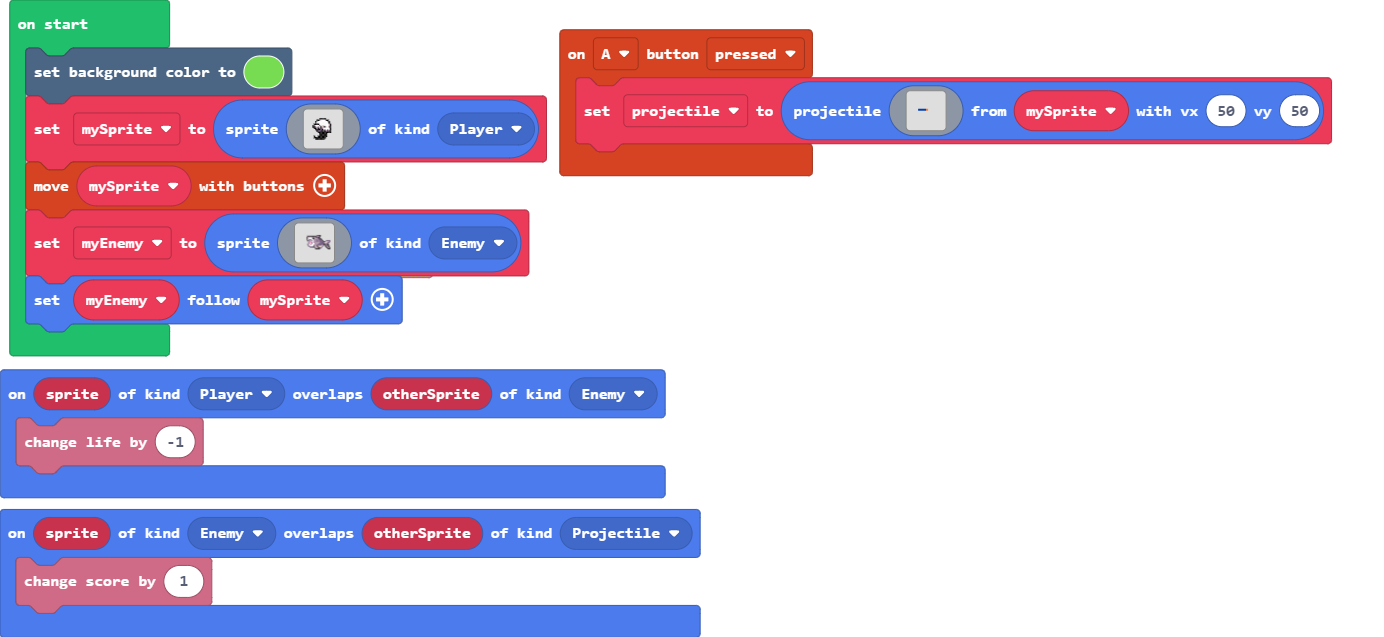 on start
set background color to
set mySprite to sprite of kind Player
move mySprite with buttons
set myEnemy to sprite of kind Enemy
set myEnemy follow mySprite
on A button pressed
set projectile to projectile from mySprite with vx 50 vy 50
on sprite of kind Player overlaps otherSprite of kind Enemy
change life by -1
on sprite of kind Enemy overlaps otherSprite of kind Projectile
change score by 1